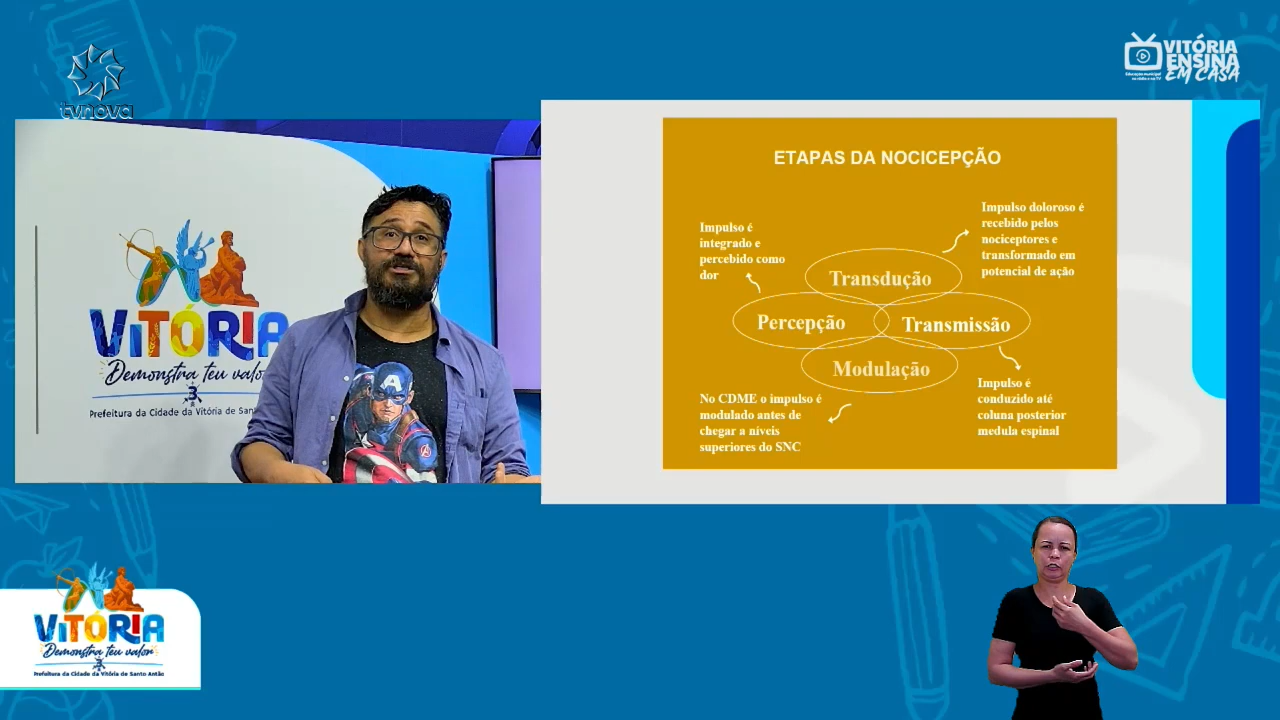 tvnova
VITÓRIA
ENSINA
EM CASA
VITÓRIA
Demonstra teu valor
Prefeitura da Cidade da Vitória de Santo
ETAPAS DA NOCICEPÇÃO
Impulso é
integrado e
percebido como
dor
Impulso doloroso é
recebido pelos
nociceptores e
transformado em
potencial de ação
Transdução
Percepção
Transmissão
Modulação
No CDME o impulso é
modulado antes de
chegar a níveis
superiores do SNC
Impulso é
conduzido até
coluna posterior
medula espinal
VITÓRIA
Demonstra teu valor
Prefeitura da Cidade da Vitória de Santo Antão